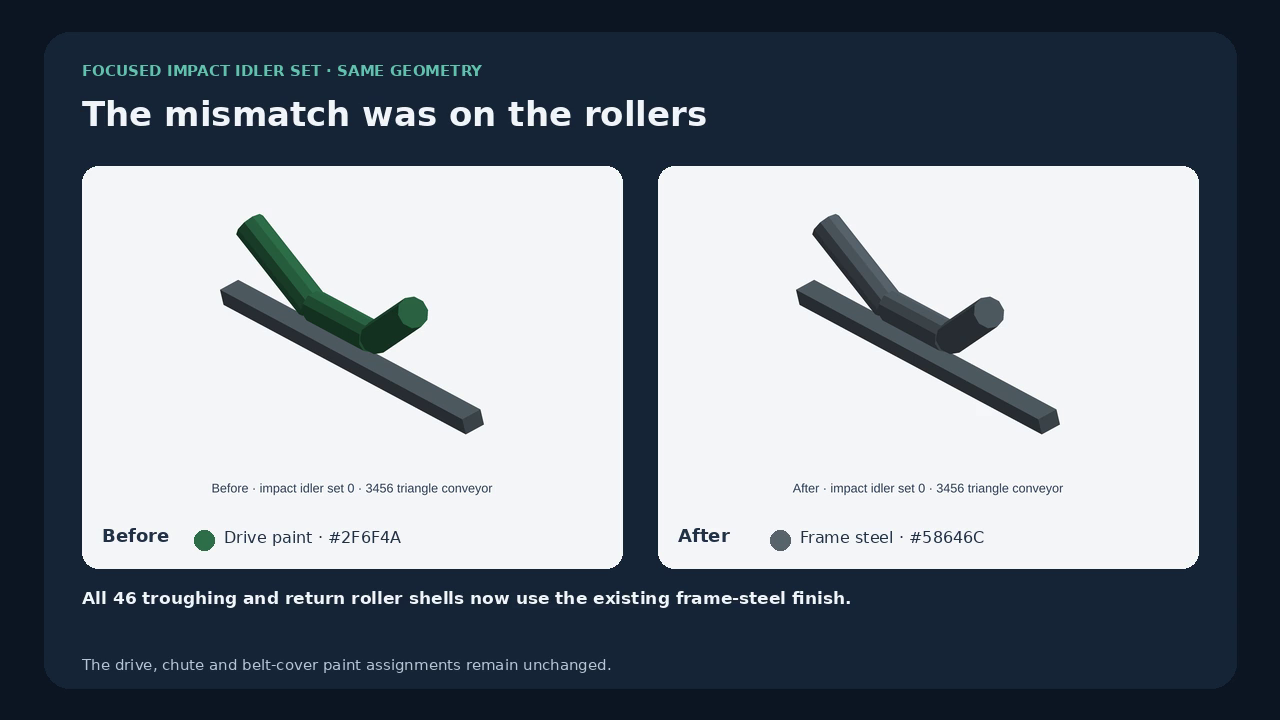 FOCUSED IMPACT IDLER SET · SAME GEOMETRY
The mismatch was on the rollers
Before · impact idler set 0 · 3456 triangle conveyor
Before
Drive paint · #2F6F4A
After · impact idler set 0 · 3456 triangle conveyor
After
Frame steel · #58646C
All 46 troughing and return roller shells now use the existing frame-steel finish.
The drive, chute and belt-cover paint assignments remain unchanged.